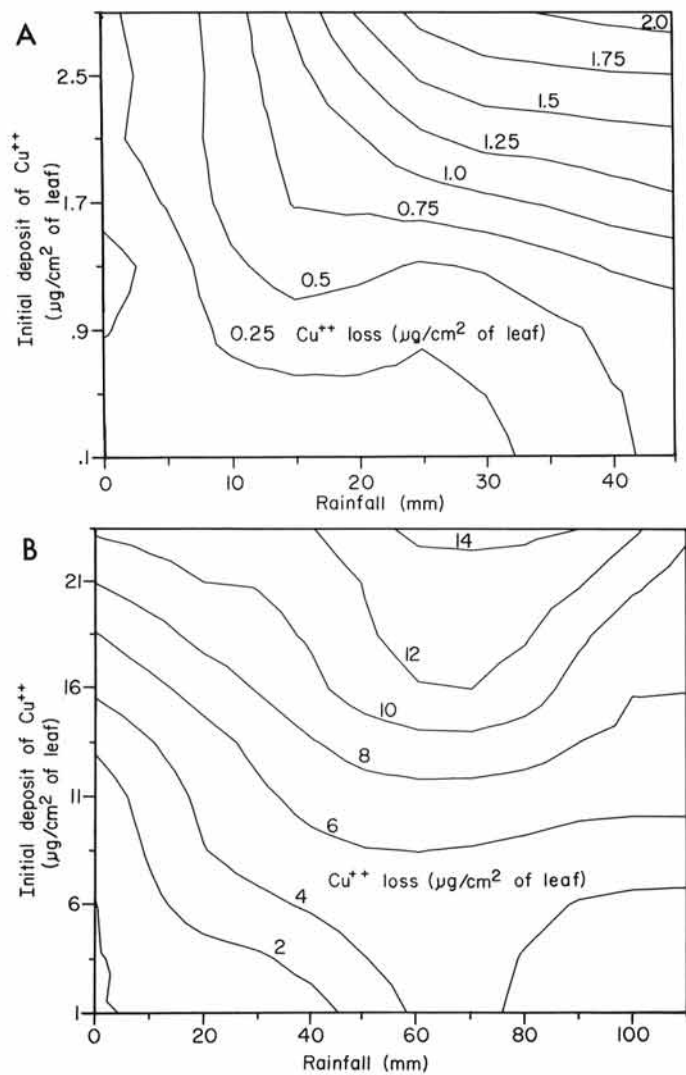 A
Initial deposit of Cu⁺⁺
(µg/cm² of leaf)
2.5
1.7
.9
.1
2.0
1.75
1.5
1.25
1.0
0.75
0.5
0.25 Cu⁺⁺ loss (µg/cm² of leaf)
0 10 20 30 40
Rainfall (mm)
B
Initial deposit of Cu⁺⁺
(µg/cm² of leaf)
21
16
11
6
1
14
12
10
8
6
Cu⁺⁺ loss (µg/cm² of leaf)
4
2
0 20 40 60 80 100
Rainfall (mm)